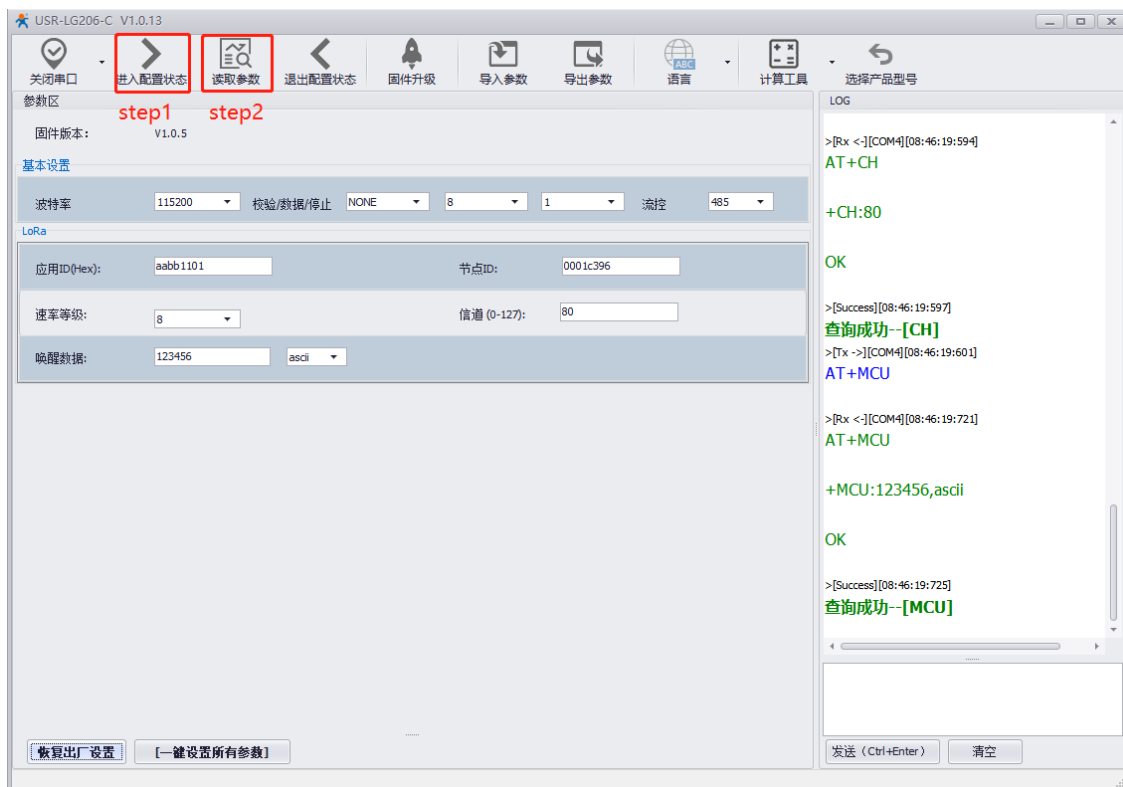 USR-LG206-C V1.0.13
关闭串口 进入配置状态 读取参数 退出配置状态 固件升级 导入参数 导出参数 ABC 语言 计算工具 选择产品型号
step1 step2
参数区
固件版本: V1.0.5
基本设置
波特率 115200 校验/数据/停止 NONE 8 1 流控 485
LoRa
应用ID(Hex): aabb1101 节点ID: 0001c396
速率等级: 8 信道 (0-127): 80
唤醒数据: 123456 ascii
恢复出厂设置 [一键设置所有参数]
LOG
>[Rx <-][COM4][08:46:19:594]
AT+CH
+CH:80
OK
>[Success][08:46:19:597]
查询成功--[CH]
>[Tx ->][COM4][08:46:19:601]
AT+MCU
>[Rx <-][COM4][08:46:19:721]
AT+MCU
+MCU:123456,ascii
OK
>[Success][08:46:19:725]
查询成功--[MCU]
发送 (Ctrl+Enter) 清空